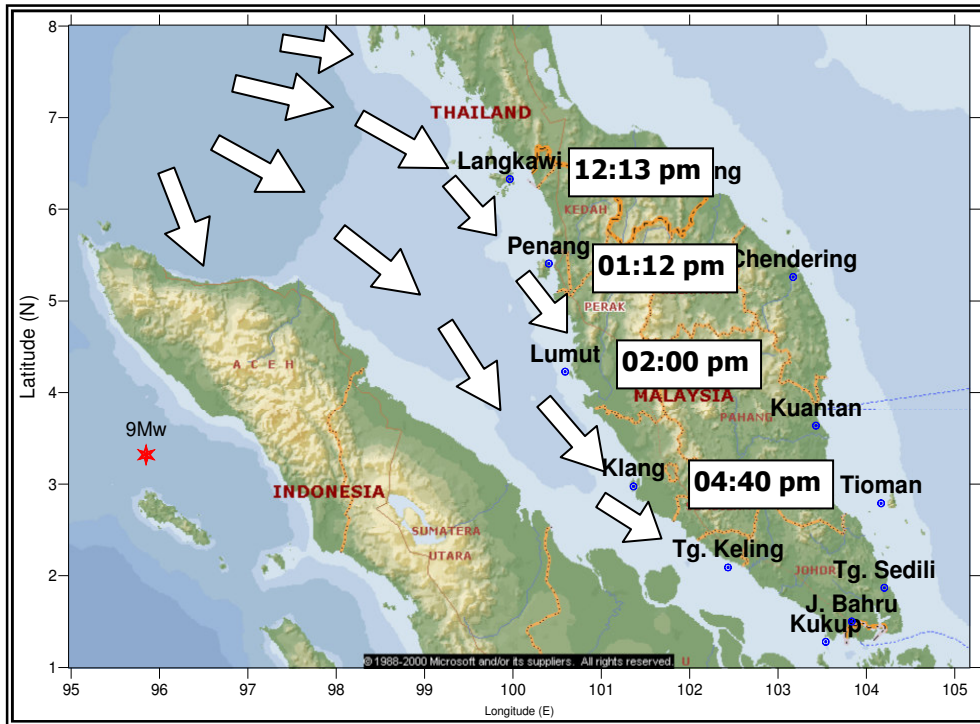 8
7
6
5
4
3
2
1
Latitude (N)
THAILAND
Langkawi
12:13 pm
ng
KEDAH
Penang
01:12 pm
Chendering
PERAK
Lumut
02:00 pm
ACEH
MALAYSIA
PAHANG
Kuantan
9Mw
Klang
04:40 pm
Tioman
INDONESIA
SUMATERA
UTARA
Tg. Keling
JOHOR
Tg. Sedili
J. Bahru
Kukup
© 1988-2000 Microsoft and/or its suppliers. All rights reserved.
U
95 96 97 98 99 100 101 102 103 104 105
Longitude (E)